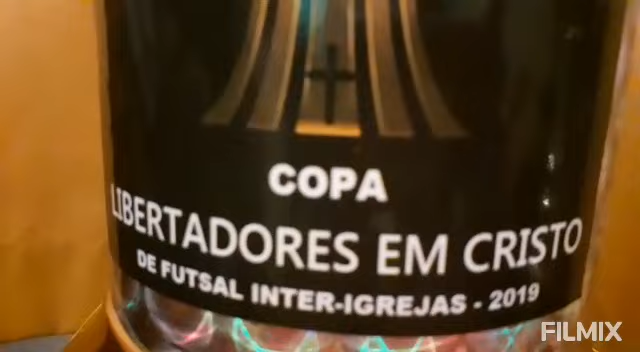 COPA
LIBERTADORES EM CRISTO
DE FUTSAL INTER-IGREJAS - 2019
FILMIX